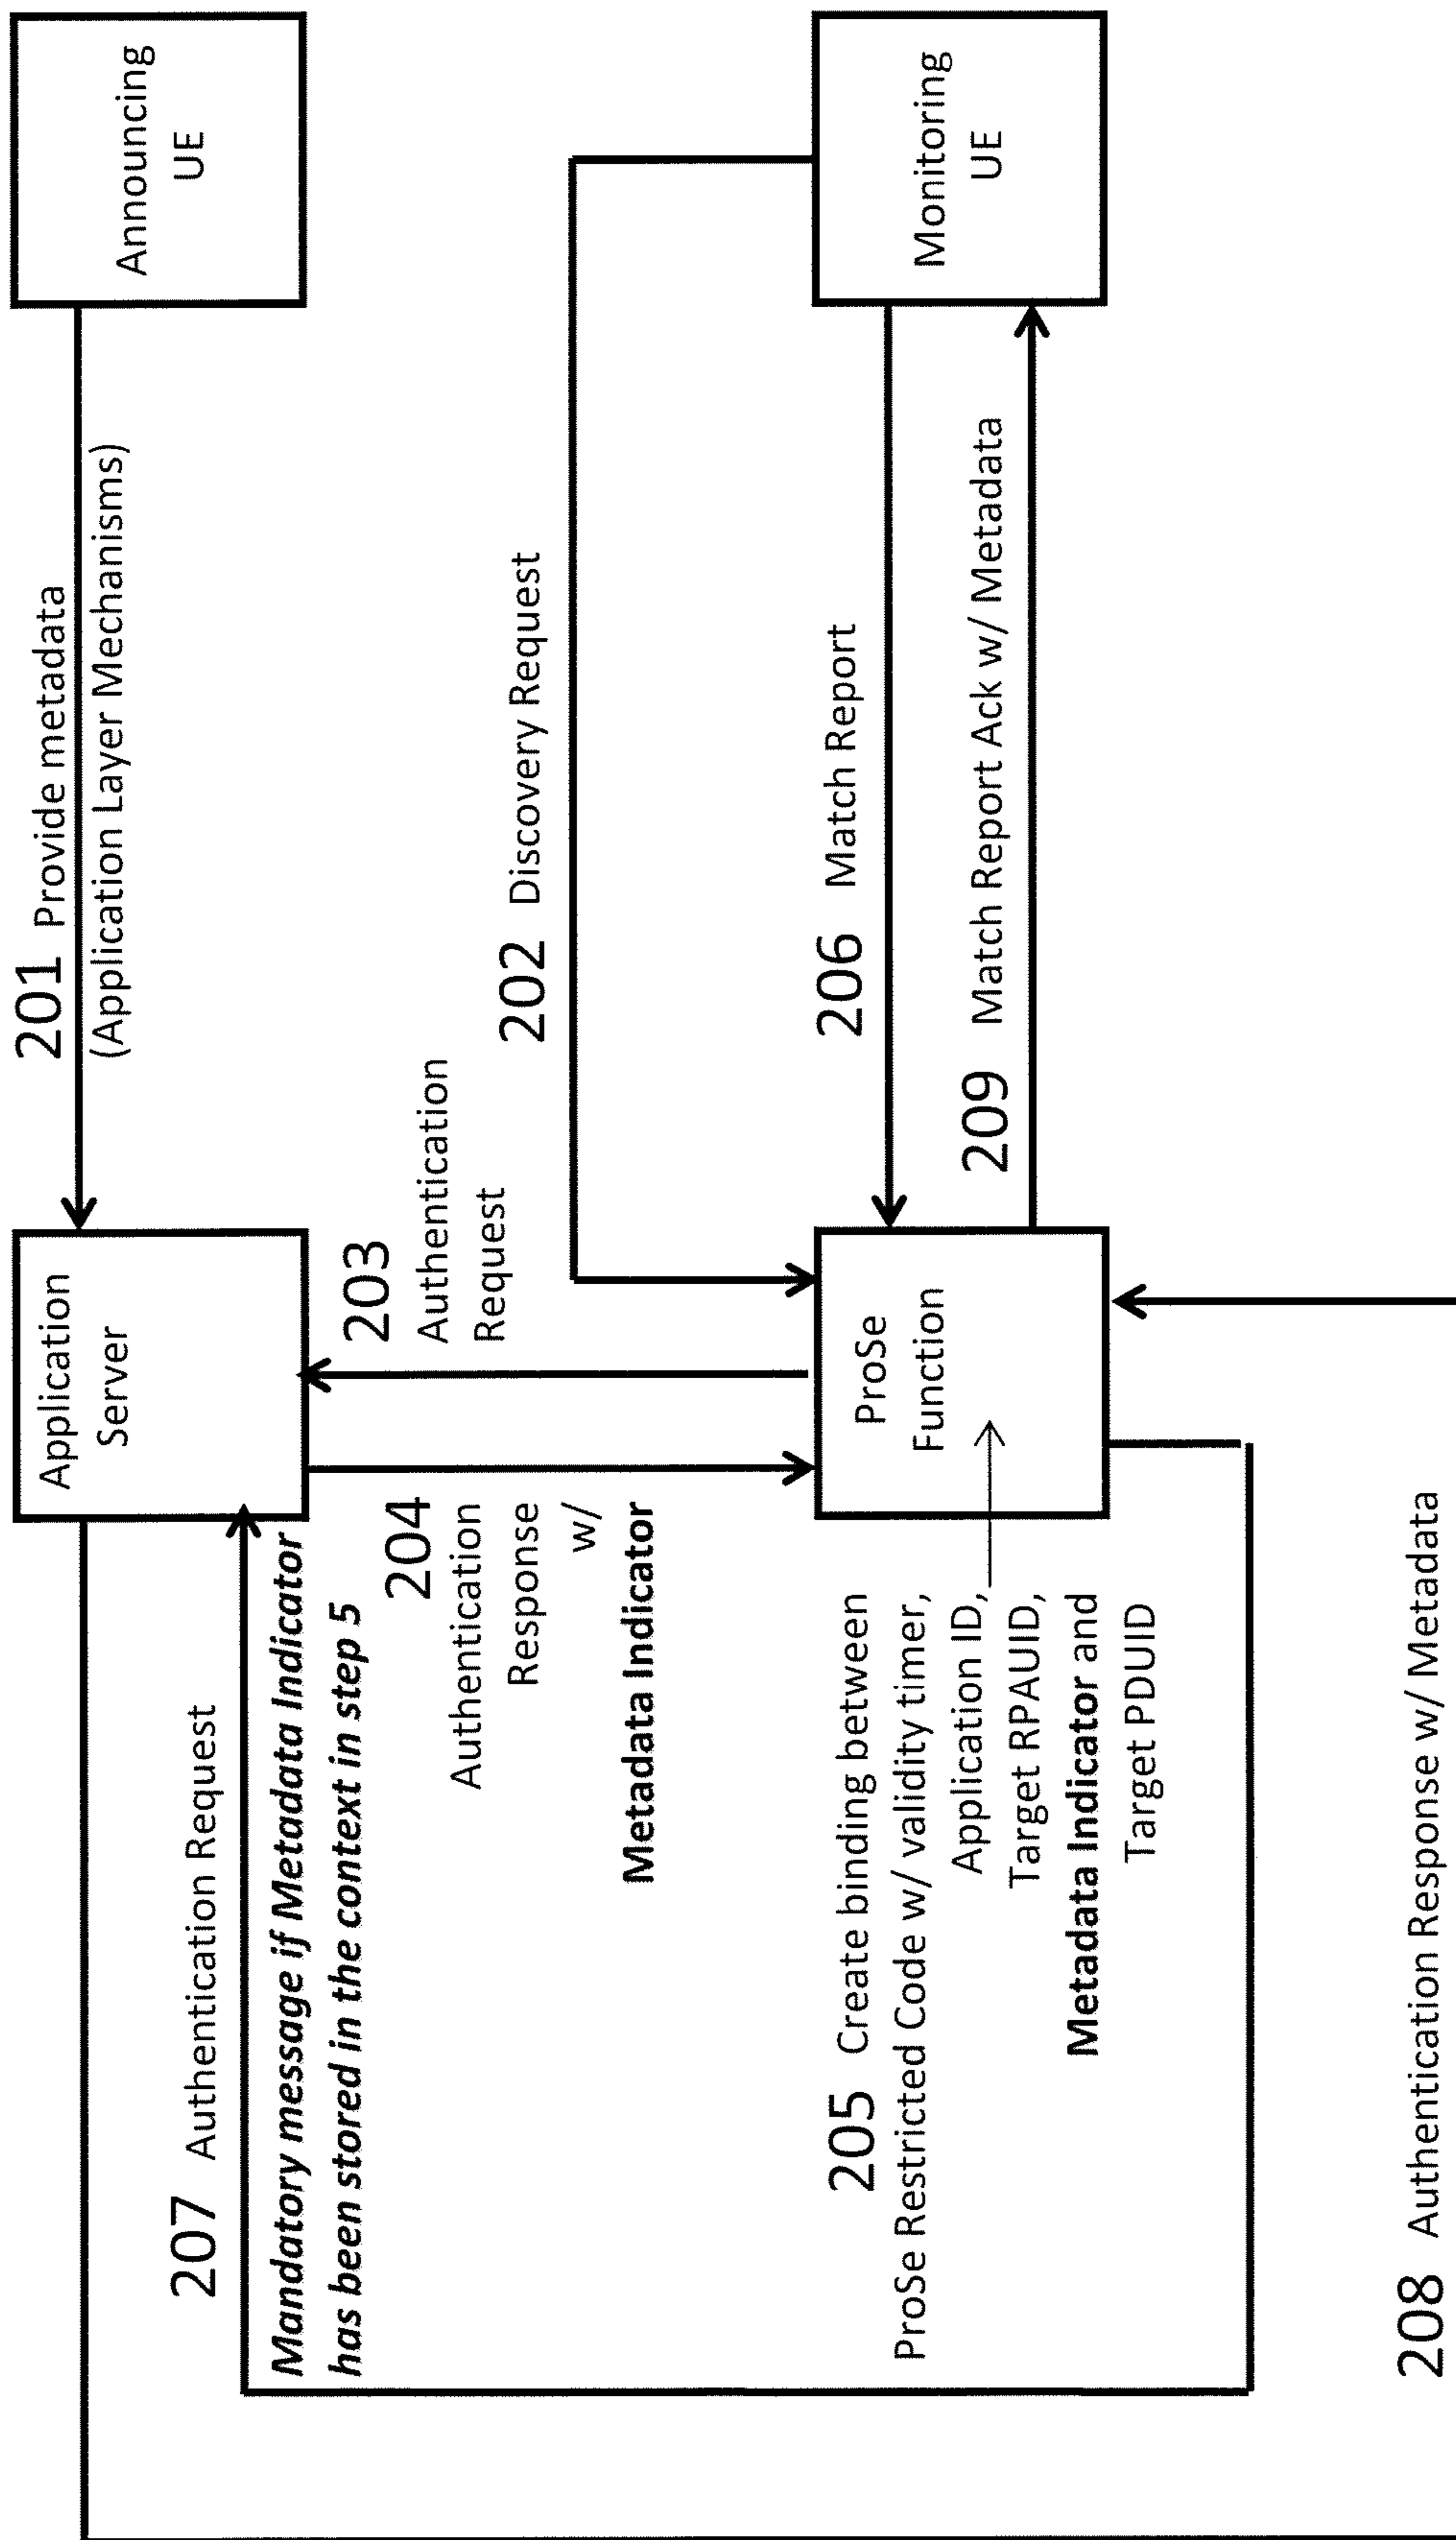 Announcing
UE
201 Provide metadata
(Application Layer Mechanisms)
Application
Server
202 Discovery Request
203
Authentication
Request
204
Authentication
Response
w/
Metadata Indicator
Monitoring
UE
206 Match Report
209 Match Report Ack w/ Metadata
ProSe
Function
205 Create binding between
ProSe Restricted Code w/ validity timer,
Application ID,
Target RPAUID,
Metadata Indicator and
Target PDUID
207 Authentication Request
Mandatory message if Metadata Indicator
has been stored in the context in step 5
208 Authentication Response w/ Metadata